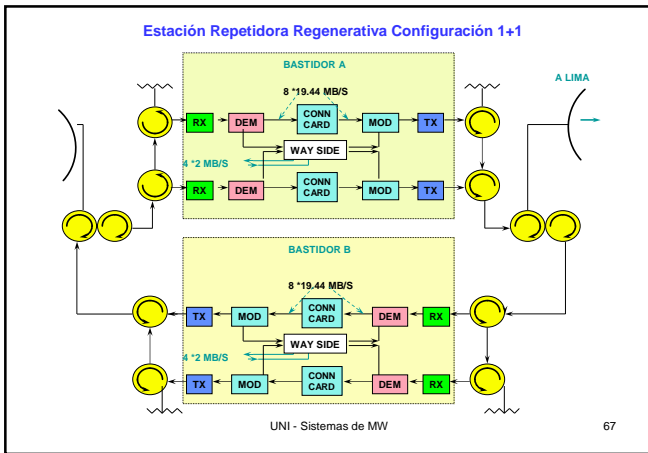 Estación Repetidora Regenerativa Configuración 1+1
BASTIDOR A
A LIMA
8 *19.44 MB/S
RX
DEM
CONN
CARD
MOD
TX
WAY SIDE
4 *2 MB/S
RX
DEM
CONN
CARD
MOD
TX
BASTIDOR B
8 *19.44 MB/S
TX
MOD
CONN
CARD
DEM
RX
WAY SIDE
4 *2 MB/S
TX
MOD
CONN
CARD
DEM
RX
UNI - Sistemas de MW
67